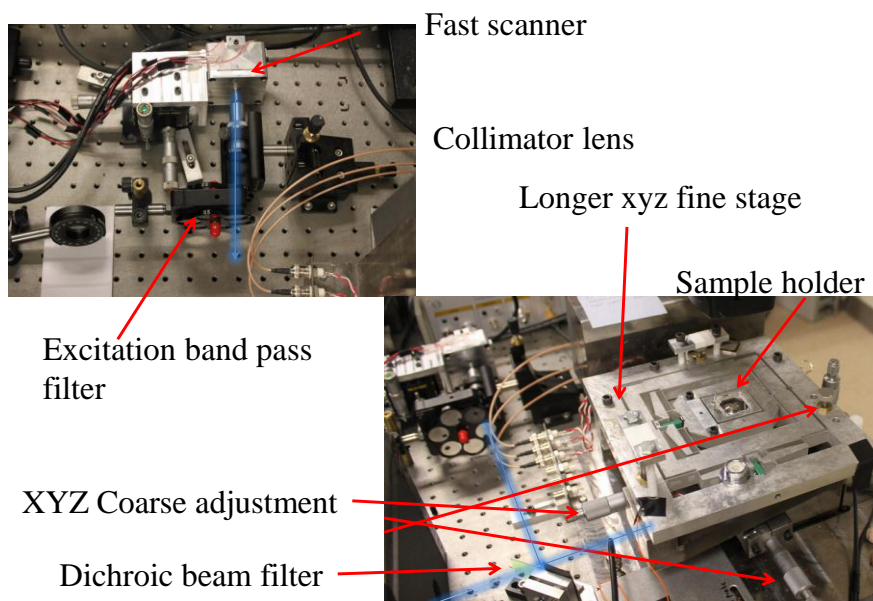 Fast scanner
Collimator lens
Longer xyz fine stage
Sample holder
Excitation band pass
filter
XYZ Coarse adjustment
Dichroic beam filter